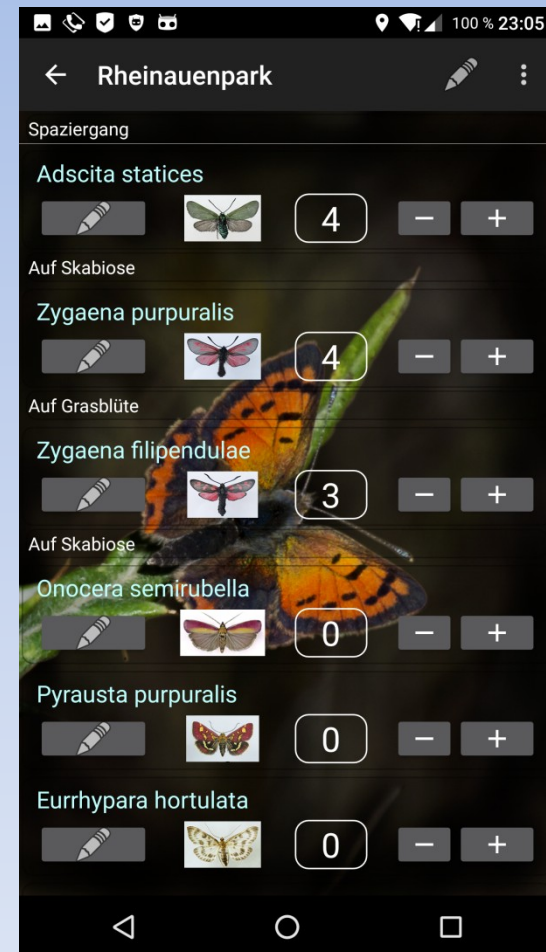 100 % 23:05
Rheinauenpark
Spaziergang
Adscita statices
4 − +
Auf Skabiose
Zygaena purpuralis
4 − +
Auf Grasblüte
Zygaena filipendulae
3 − +
Auf Skabiose
Onocera semirubella
0 − +
Pyrausta purpuralis
0 − +
Eurrhypara hortulata
0 − +